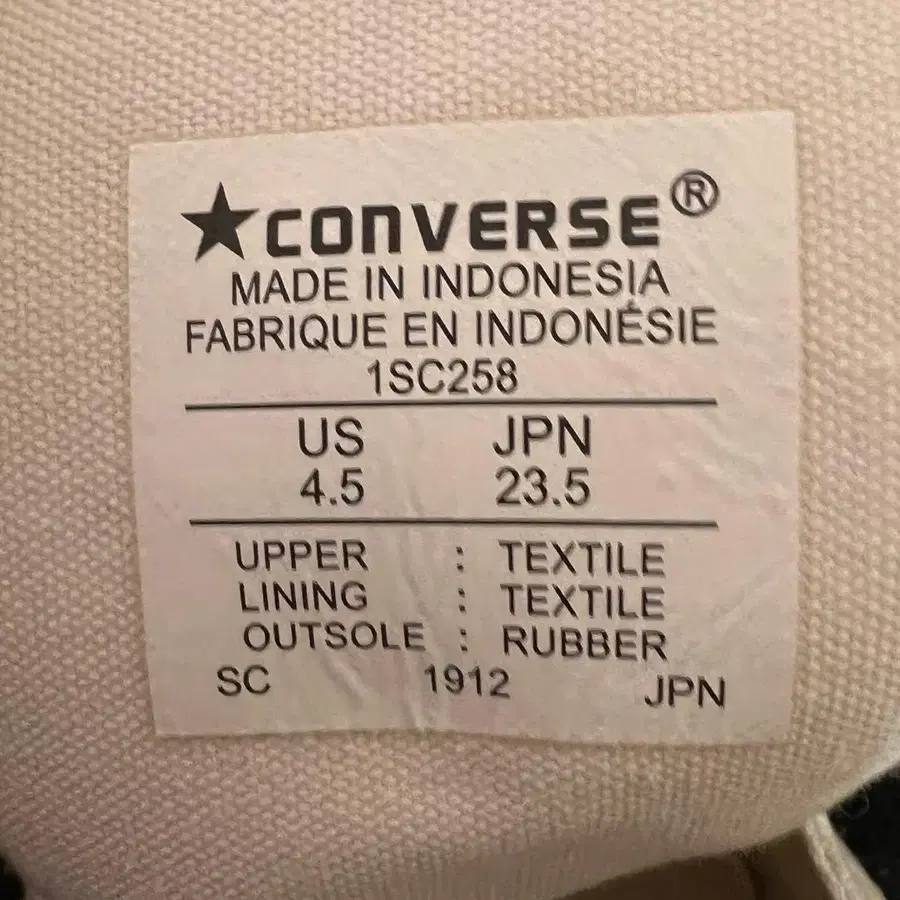 ★CONVERSE®
MADE IN INDONESIA
FABRIQUE EN INDONÉSIE
1SC258
US JPN
4.5 23.5
UPPER : TEXTILE
LINING : TEXTILE
OUTSOLE : RUBBER
SC 1912 JPN